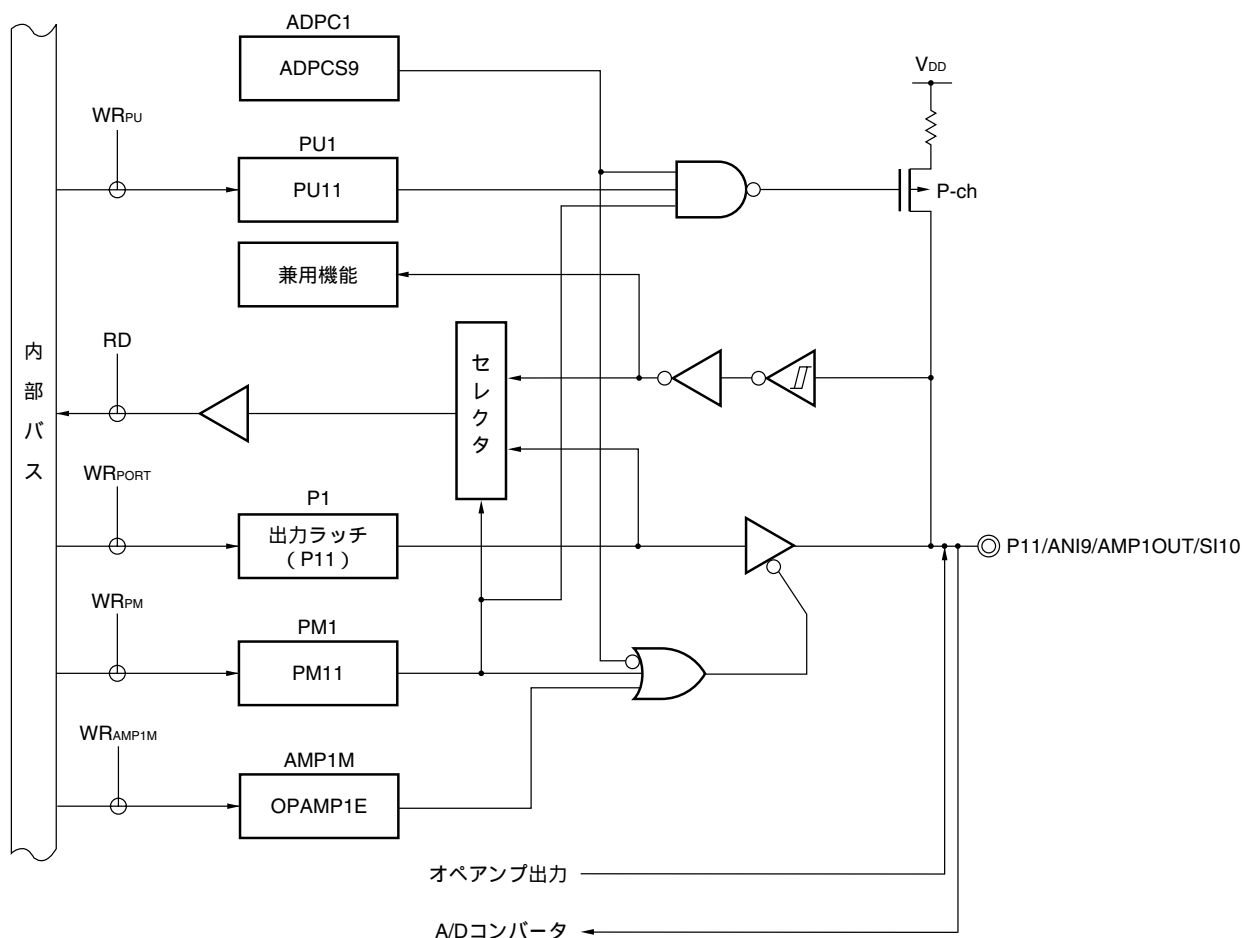 ADPC1
ADPCS9
VDD
WRPU
PU1
PU11
P-ch
兼用機能
RD
内部バス
セレクタ
WRPORT
P1
出力ラッチ
(P11)
P11/ANI9/AMP1OUT/SI10
WRPM
PM1
PM11
WRAMP1M
AMP1M
OPAMP1E
オペアンプ出力
A/Dコンバータ